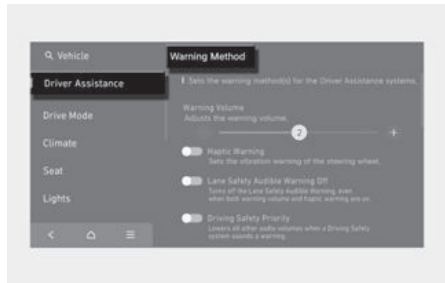 Vehicle
Warning Method
Driver Assistance
Sets the warning method(s) for the Driver Assistance systems.
Drive Mode
Warning Volume
Adjusts the warning volume.
2
+
Climate
Haptic Warning
Sets the vibration warning of the steering wheel.
Seat
Lane Safety Audible Warning Off
Turns off the Lane Safety Audible Warning, even
when both warning volume and haptic warning are on.
Lights
Driving Safety Priority
Lowers all other audio volumes when a Driving Safety
system sounds a warning.